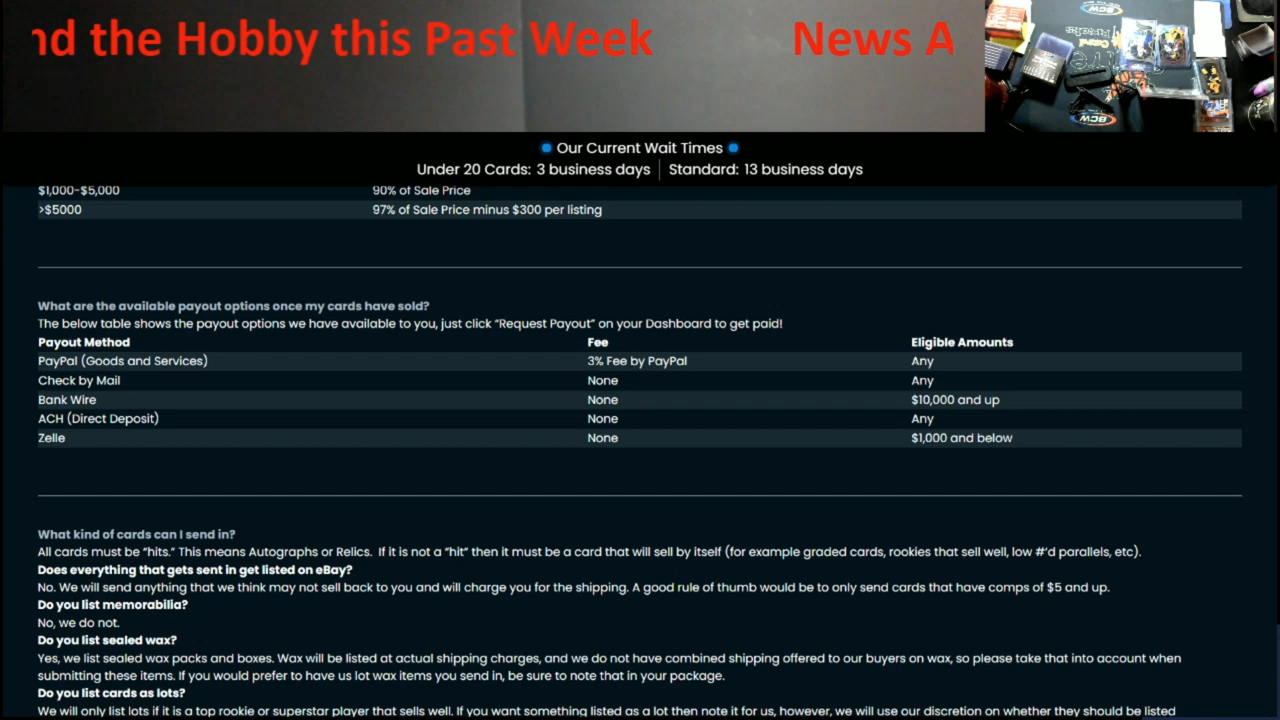 nd the Hobby this Past Week News A
BCW
BCW
Our Current Wait Times
Under 20 Cards: 3 business days | Standard: 13 business days
$1,000-$5,000 90% of Sale Price
>$5000 97% of Sale Price minus $300 per listing
What are the available payout options once my cards have sold?
The below table shows the payout options we have available to you, just click “Request Payout” on your Dashboard to get paid!
Payout Method Fee Eligible Amounts
PayPal (Goods and Services) 3% Fee by PayPal Any
Check by Mail None Any
Bank Wire None $10,000 and up
ACH (Direct Deposit) None Any
Zelle None $1,000 and below
What kind of cards can I send in?
All cards must be “hits.” This means Autographs or Relics. If it is not a “hit” then it must be a card that will sell by itself (for example graded cards, rookies that sell well, low #'d parallels, etc).
Does everything that gets sent in get listed on eBay?
No. We will send anything that we think may not sell back to you and will charge you for the shipping. A good rule of thumb would be to only send cards that have comps of $5 and up.
Do you list memorabilia?
No, we do not.
Do you list sealed wax?
Yes, we list sealed wax packs and boxes. Wax will be listed at actual shipping charges, and we do not have combined shipping offered to our buyers on wax, so please take that into account when
submitting these items. If you would prefer to have us lot wax items you send in, be sure to note that in your package.
Do you list cards as lots?
We will only list lots if it is a top rookie or superstar player that sells well. If you want something listed as a lot then note it for us, however, we will use our discretion on whether they should be listed